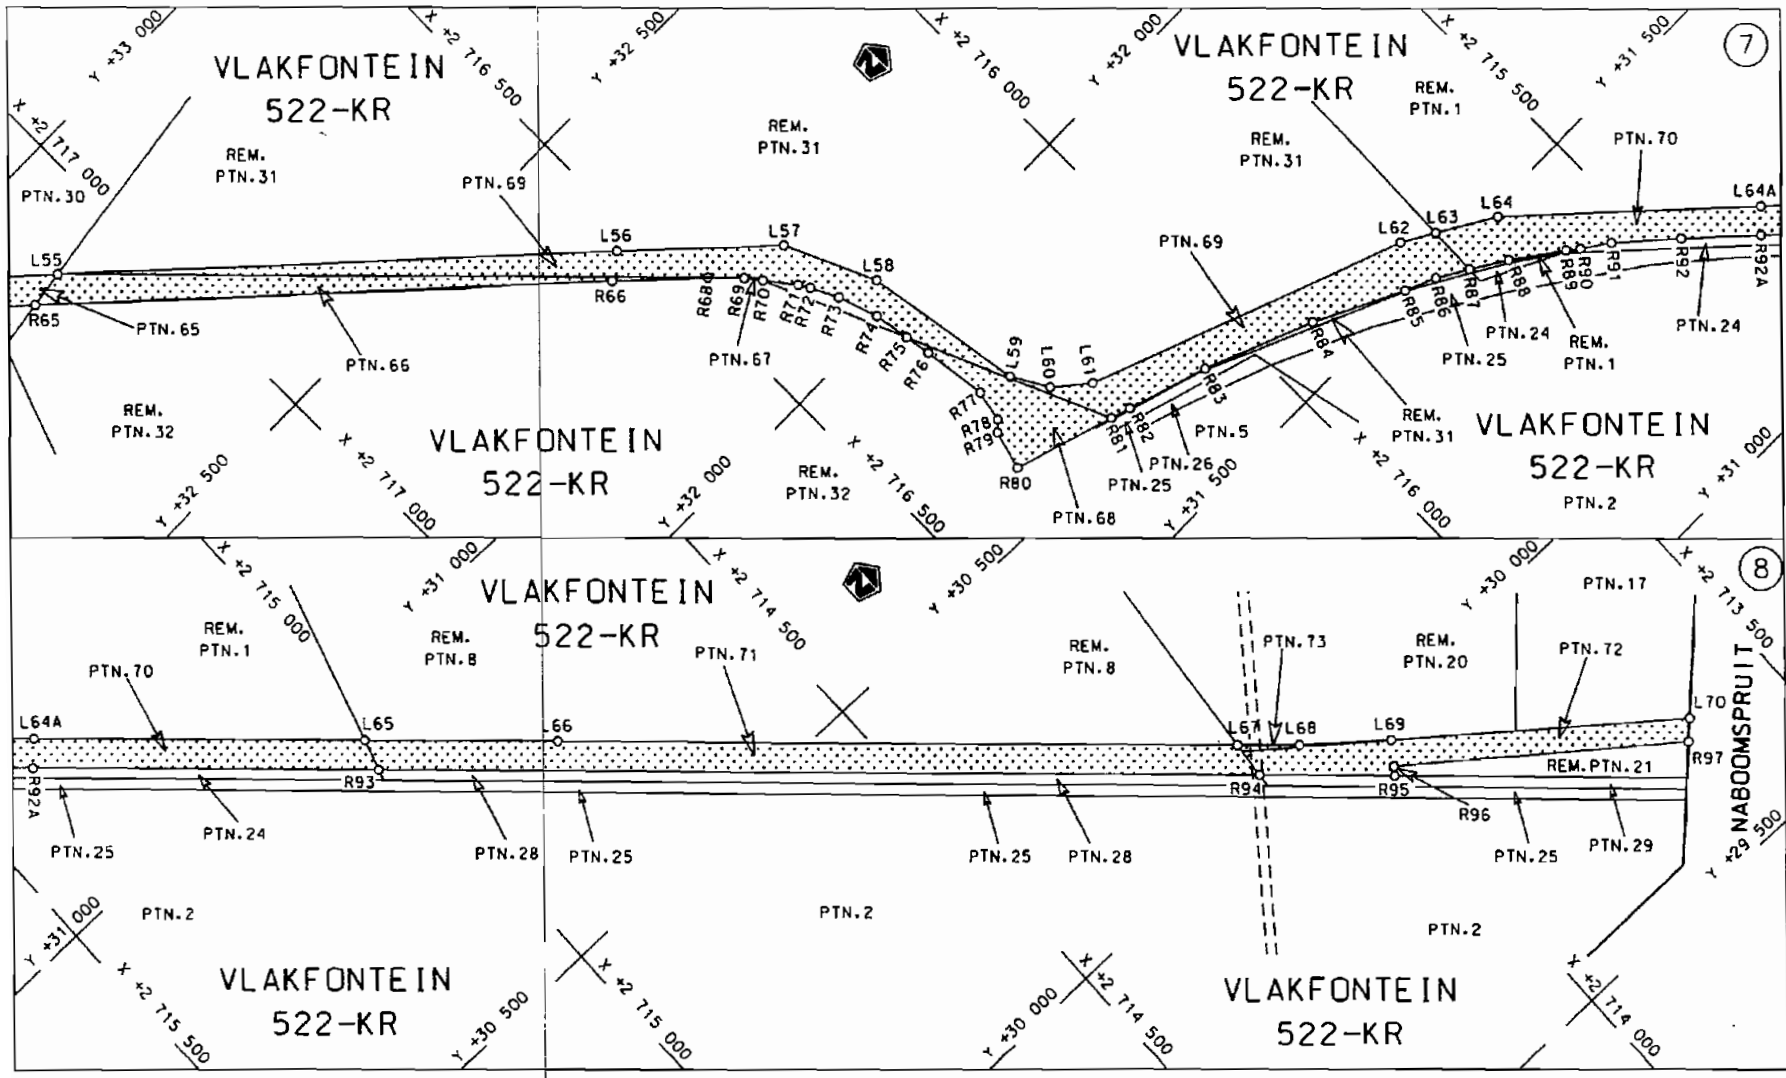 Y +33 000
X +2 716 500
Y +32 500
X +2 716 000
Y +32 000
X +2 715 500
Y +31 500
7
VLAKFONTEIN
522-KR
VLAKFONTEIN
522-KR
X +2 717 000
PTN.30
REM.
PTN.31
PTN.69
REM.
PTN.31
REM.
PTN.31
REM.
PTN.1
PTN.70
L55
L56
L57
L58
L59
L60
L61
L62
L63
L64
L64A
PTN.69
R65
R66
R68
R69
R70
R71
R72
R73
R74
R75
R76
R77
R78
R79
R80
R81
R82
R83
R84
R85
R86
R87
R88
R89
R90
R91
R92
R92A
PTN.65
PTN.66
PTN.67
PTN.68
PTN.25
PTN.26
PTN.5
REM.
PTN.31
PTN.25
PTN.24
REM.
PTN.1
PTN.24
REM.
PTN.32
VLAKFONTEIN
522-KR
REM.
PTN.32
VLAKFONTEIN
522-KR
PTN.2
Y +32 500
X +2 717 000
Y +32 000
X +2 716 500
Y +31 500
X +2 716 000
Y +31 000
X +2 715 000
Y +31 000
X +2 714 500
Y +30 500
Y +30 000
X +2 713 500
8
VLAKFONTEIN
522-KR
REM.
PTN.1
REM.
PTN.8
PTN.70
PTN.71
REM.
PTN.8
PTN.73
REM.
PTN.20
PTN.72
PTN.17
NABOOMSPRUIT
L64A
L65
L66
L67
L68
L69
L70
R92A
R93
R94
R95
R96
R97
REM.PTN.21
PTN.25
PTN.24
PTN.28
PTN.25
PTN.25
PTN.28
PTN.25
PTN.29
Y +29 500
PTN.2
PTN.2
PTN.2
Y +31 000
VLAKFONTEIN
522-KR
VLAKFONTEIN
522-KR
X +2 715 500
Y +30 500
X +2 715 000
Y +30 000
X +2 714 500
X +2 714 000